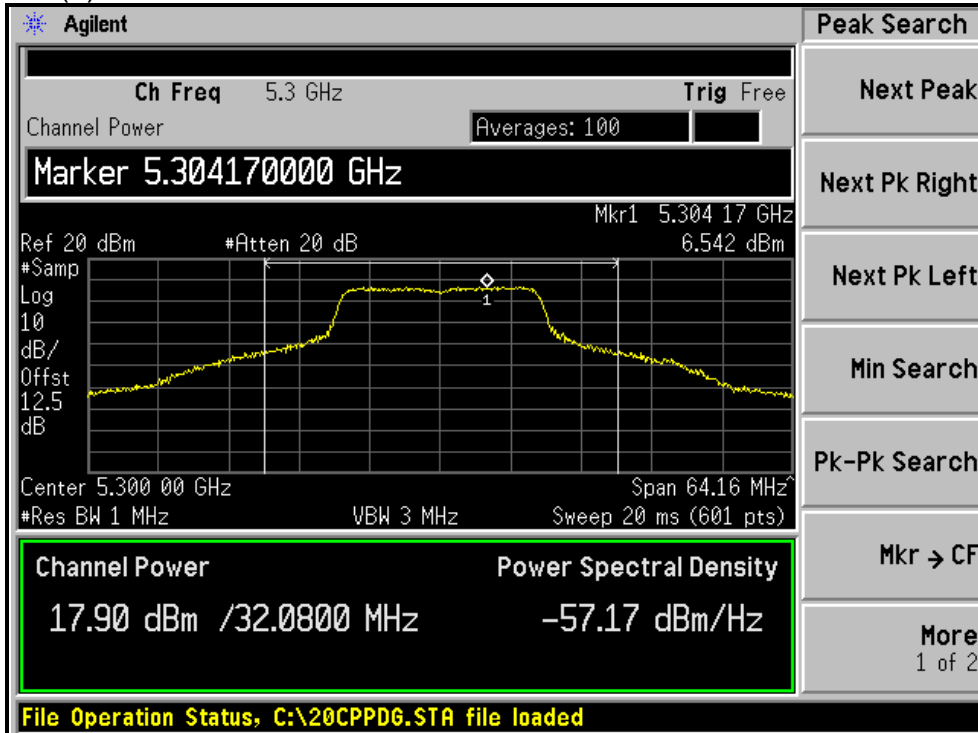 Agilent
Peak Search
Ch Freq 5.3 GHz Trig Free
Channel Power Averages: 100
Marker 5.304170000 GHz
Mkr1 5.304 17 GHz
Ref 20 dBm #Atten 20 dB 6.542 dBm
#Samp
Log
10
dB/
Offst
12.5
dB
1
Center 5.300 00 GHz Span 64.16 MHz^
#Res BW 1 MHz VBW 3 MHz Sweep 20 ms (601 pts)
Channel Power Power Spectral Density
17.90 dBm /32.0800 MHz -57.17 dBm/Hz
File Operation Status, C:\20CPPDG.STA file loaded
Next Peak
Next Pk Right
Next Pk Left
Min Search
Pk-Pk Search
Mkr → CF
More
1 of 2